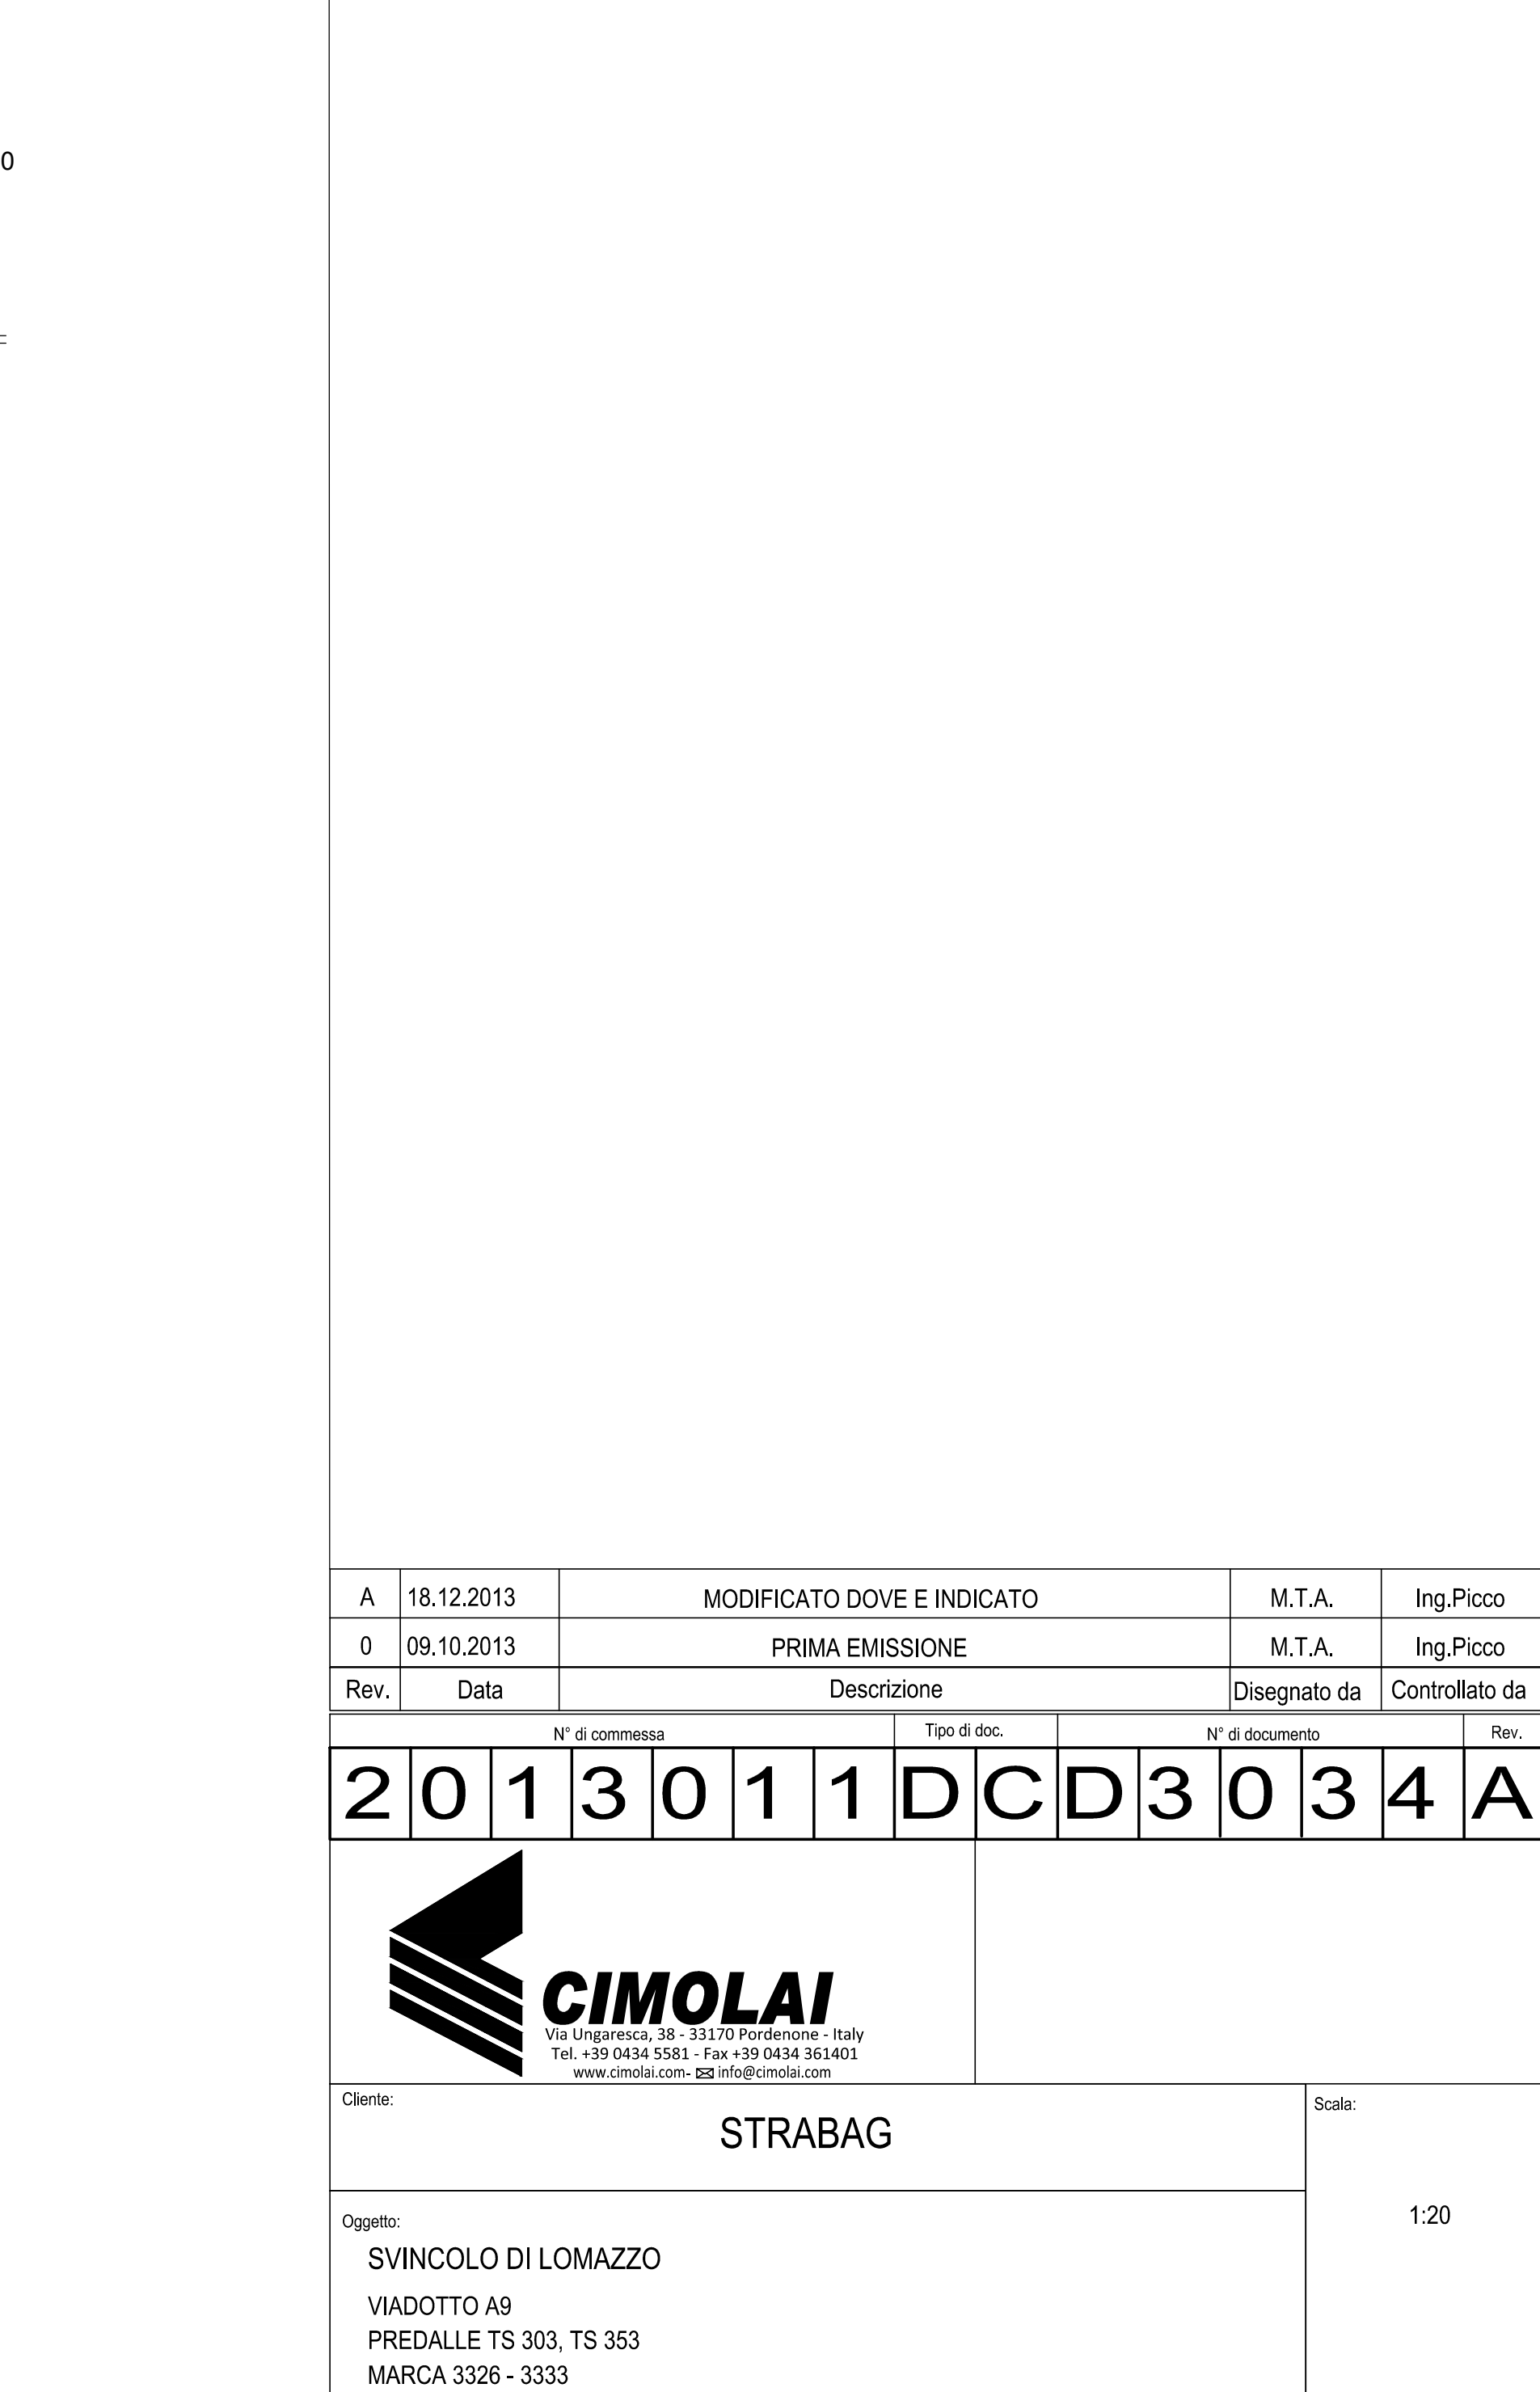 0
A 18.12.2013 MODIFICATO DOVE E INDICATO M.T.A. Ing.Picco
0 09.10.2013 PRIMA EMISSIONE M.T.A. Ing.Picco
Rev. Data Descrizione Disegnato da Controllato da
N° di commessa Tipo di doc. N° di documento Rev.
2 0 1 3 0 1 1 D C D 3 0 3 4 A
CIMOLAI
Via Ungaresca, 38 - 33170 Pordenone - Italy
Tel. +39 0434 5581 - Fax +39 0434 361401
www.cimolai.com- ✉ info@cimolai.com
Cliente:
STRABAG
Scala:
1:20
Oggetto:
SVINCOLO DI LOMAZZO
VIADOTTO A9
PREDALLE TS 303, TS 353
MARCA 3326 - 3333